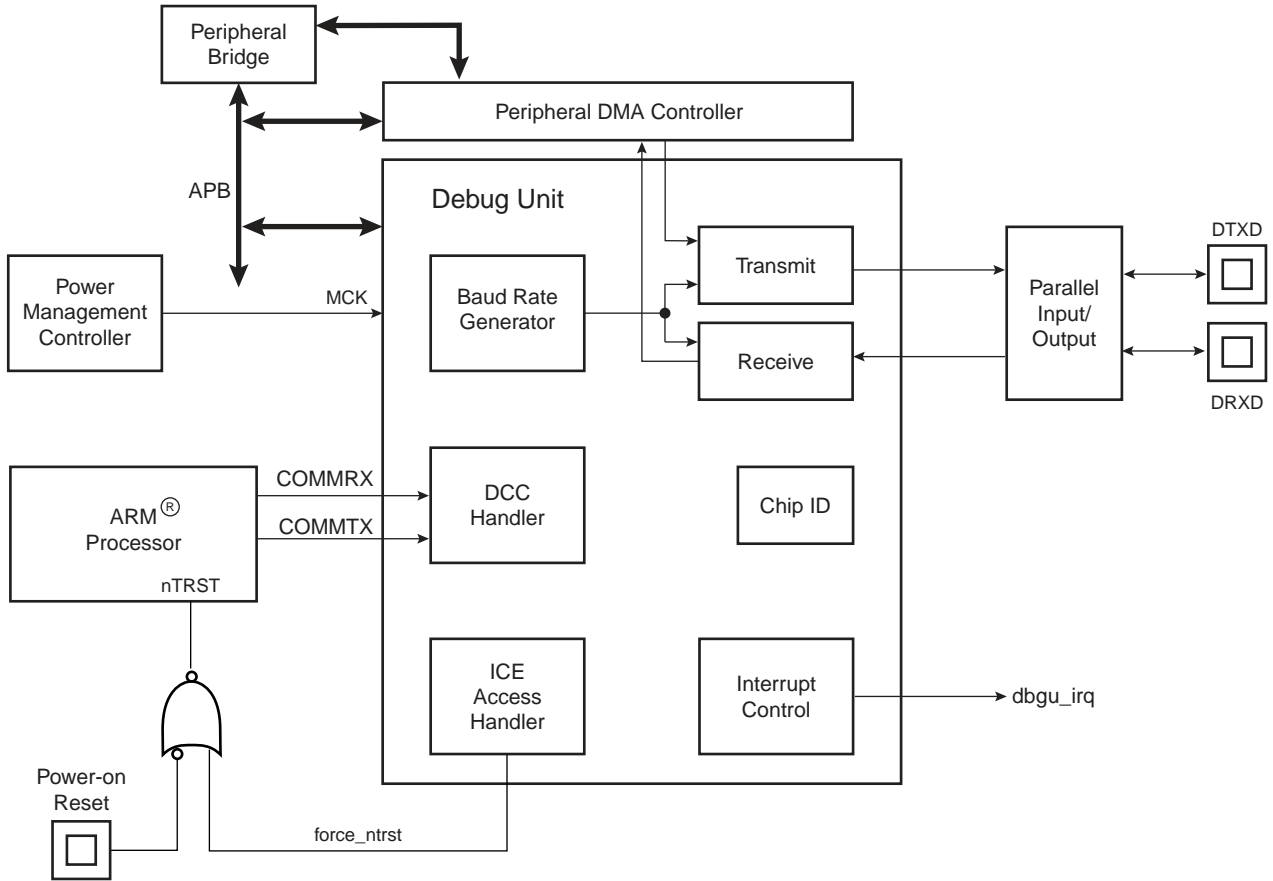 Peripheral
Bridge
Peripheral DMA Controller
APB
Debug Unit
DTXD
Transmit
Power
Management
Controller
MCK
Baud Rate
Generator
Parallel
Input/
Output
Receive
DRXD
COMMRX
DCC
Handler
Chip ID
ARM®
Processor
COMMTX
nTRST
ICE
Access
Handler
Interrupt
Control
dbgu_irq
Power-on
Reset
force_ntrst